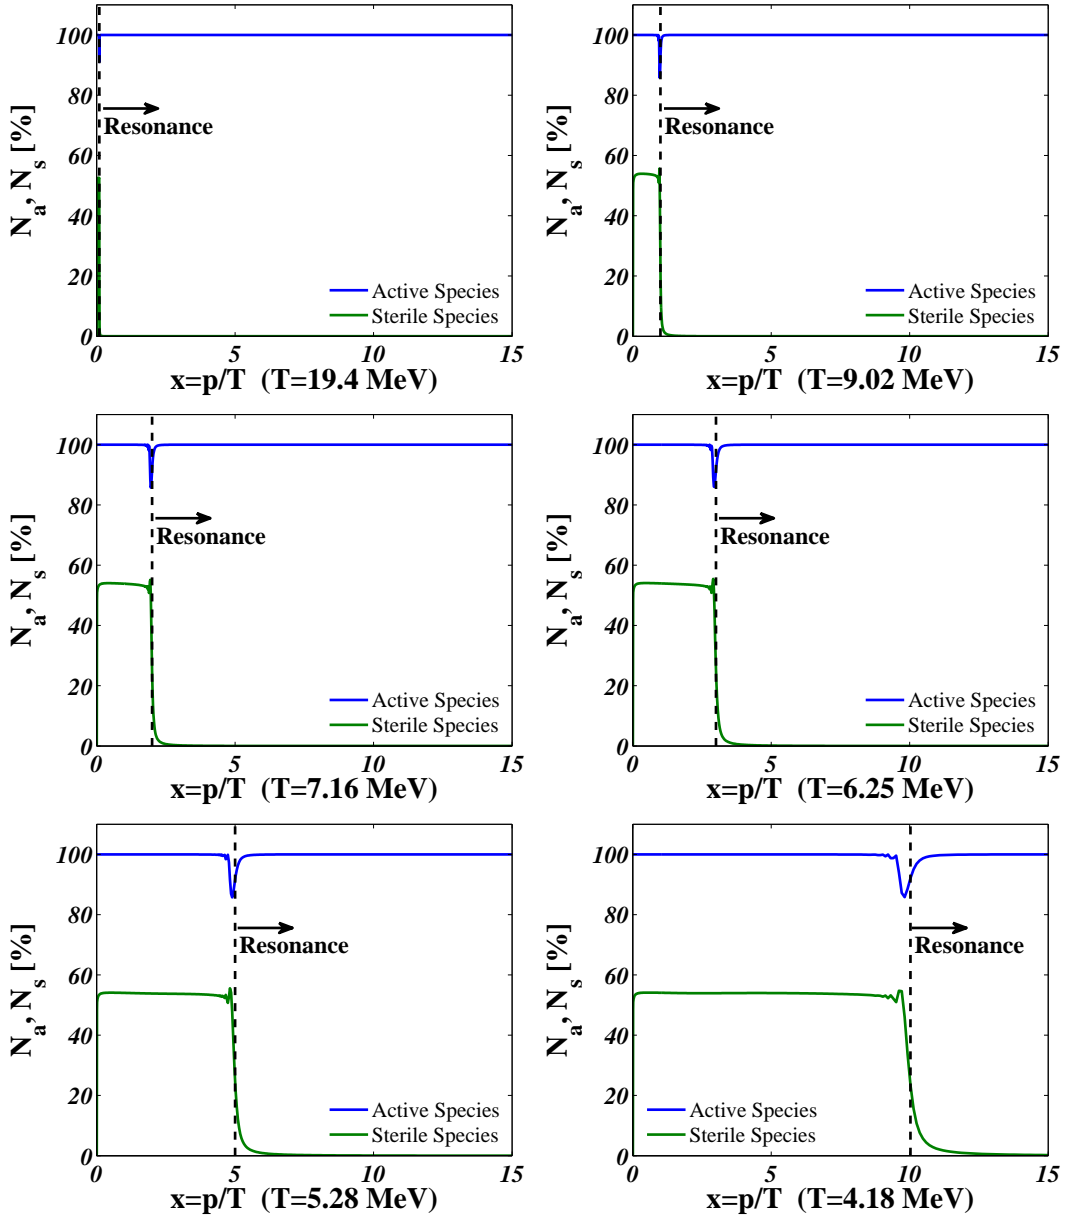 100
80
60
40
20
0
N_a, N_s [%]
Resonance
Active Species
Sterile Species
0 5 10 15
x=p/T (T=19.4 MeV)
100
80
60
40
20
0
N_a, N_s [%]
Resonance
Active Species
Sterile Species
0 5 10 15
x=p/T (T=9.02 MeV)
100
80
60
40
20
0
N_a, N_s [%]
Resonance
Active Species
Sterile Species
0 5 10 15
x=p/T (T=7.16 MeV)
100
80
60
40
20
0
N_a, N_s [%]
Resonance
Active Species
Sterile Species
0 5 10 15
x=p/T (T=6.25 MeV)
100
80
60
40
20
0
N_a, N_s [%]
Resonance
Active Species
Sterile Species
0 5 10 15
x=p/T (T=5.28 MeV)
100
80
60
40
20
0
N_a, N_s [%]
Resonance
Active Species
Sterile Species
0 5 10 15
x=p/T (T=4.18 MeV)